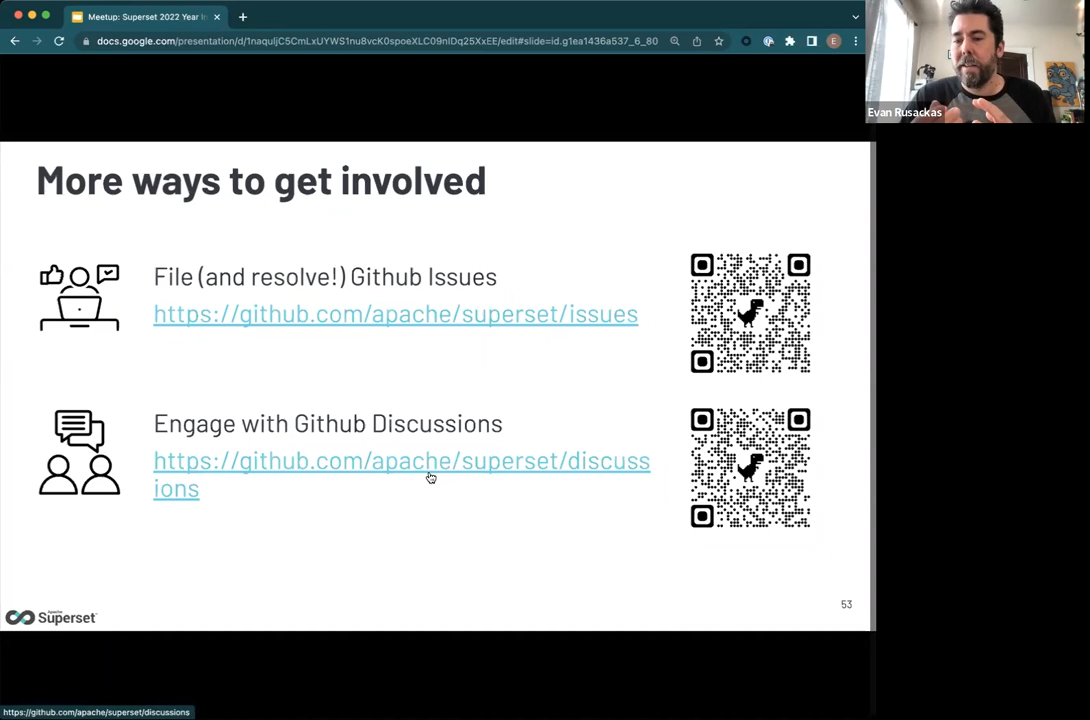 Meetup: Superset 2022 Year In
docs.google.com/presentation/d/1naquljC5CmLxUYWS1nu8vcK0spoeXLC09nIDq25XxEE/edit#slide=id.g1ea1436a537_6_80
E
Evan Rusackas
More ways to get involved
File (and resolve!) Github Issues
https://github.com/apache/superset/issues
Engage with Github Discussions
https://github.com/apache/superset/discuss
ions
53
Apache
Superset
https://github.com/apache/superset/discussions